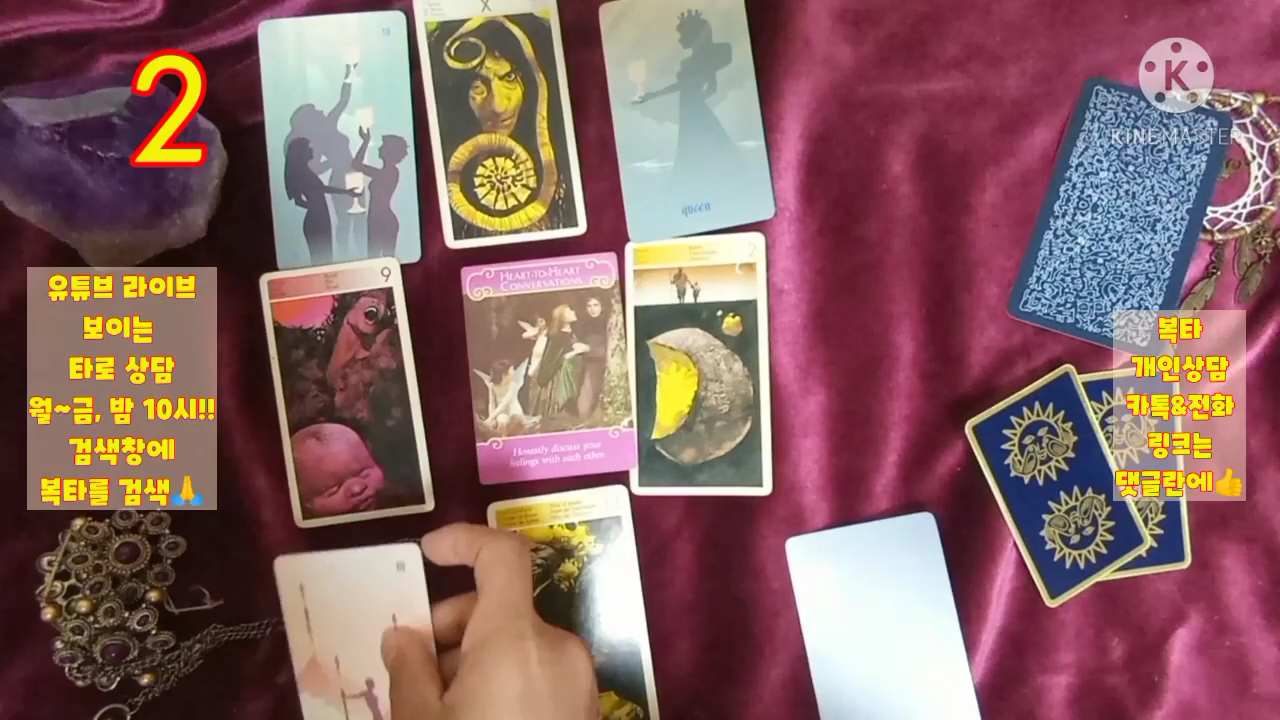 2
유튜브 라이브
보이는
타로 상담
월~금, 밤 10시!!
검색창에
복타를 검색🙏
X
queen
9
HEART-TO-HEART
CONVERSATIONS
Honestly discuss your
feelings with each other.
2
III
K
KINEMASTER
복타
개인상담
카톡&전화
링크는
댓글란에👍